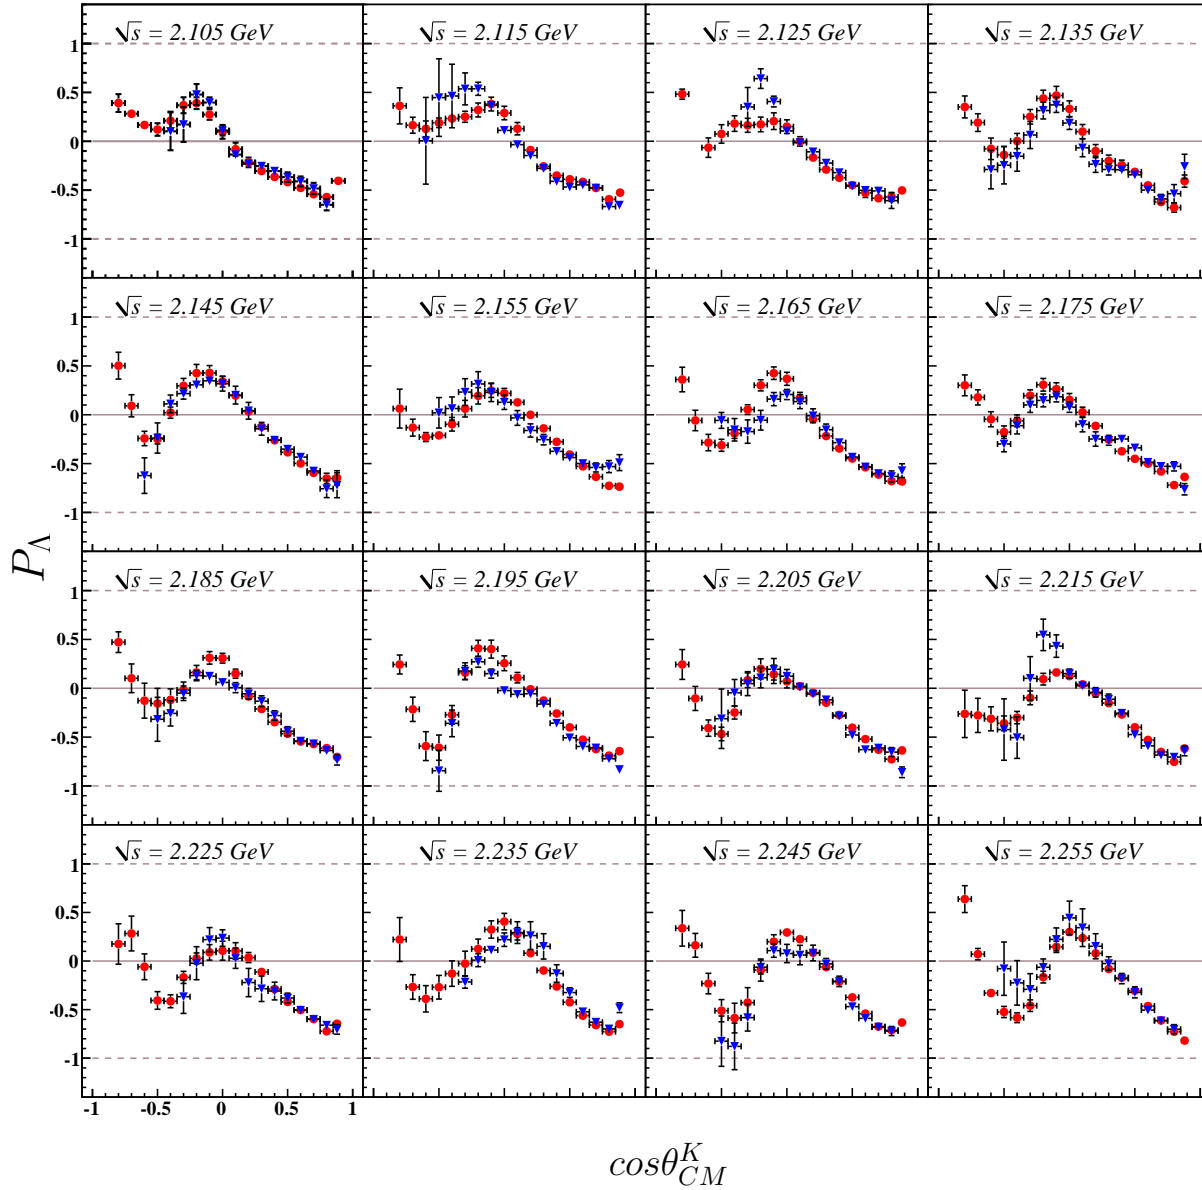 √s = 2.105 GeV √s = 2.115 GeV √s = 2.125 GeV √s = 2.135 GeV
1
0.5
0
-0.5
-1
√s = 2.145 GeV √s = 2.155 GeV √s = 2.165 GeV √s = 2.175 GeV
1
0.5
0
-0.5
-1
P_Λ
√s = 2.185 GeV √s = 2.195 GeV √s = 2.205 GeV √s = 2.215 GeV
1
0.5
0
-0.5
-1
√s = 2.225 GeV √s = 2.235 GeV √s = 2.245 GeV √s = 2.255 GeV
1
0.5
0
-0.5
-1
-1 -0.5 0 0.5 1
cosθ^K_CM